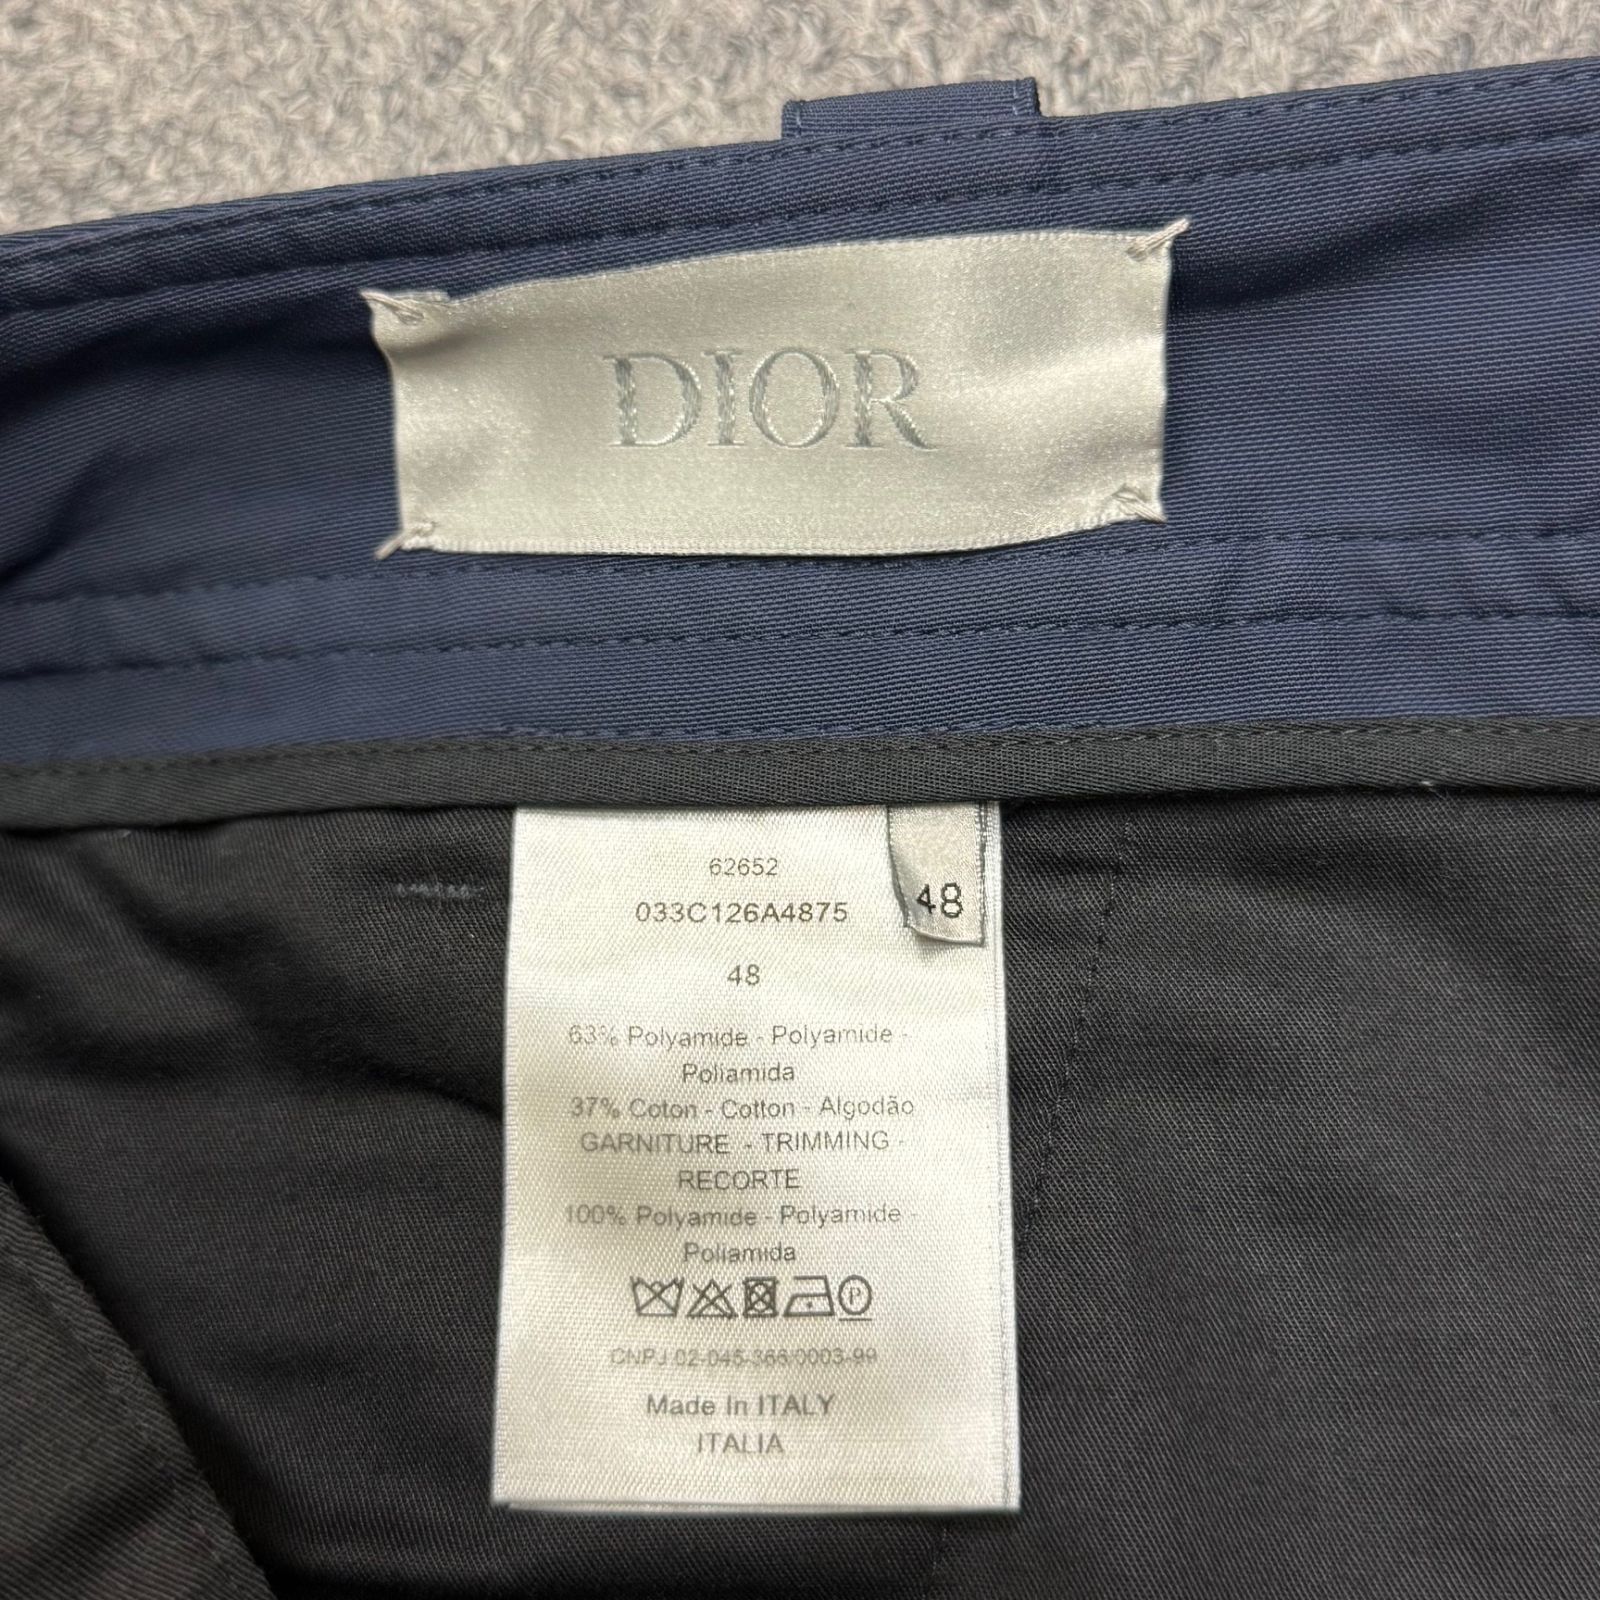 DIOR
62652
033C126A4875
48
48
63% Polyamide - Polyamide -
Poliamida
37% Coton - Cotton - Algodão
GARNITURE - TRIMMING -
RECORTE
100% Polyamide - Polyamide -
Poliamida
P
CNPJ 02-045-366/0003-99
Made In ITALY
ITALIA